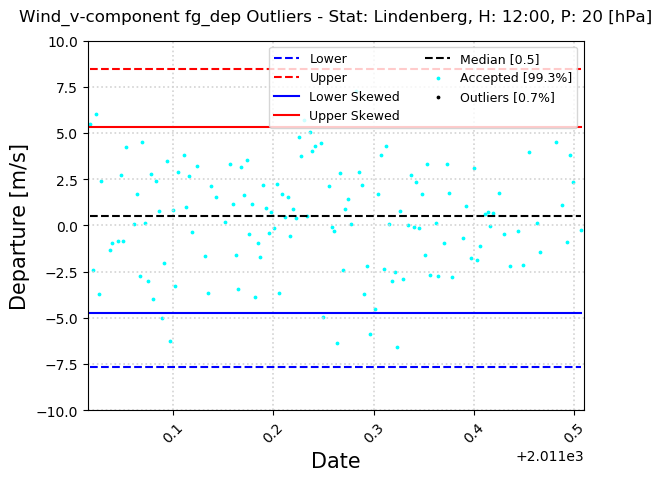 Wind_v-component fg_dep Outliers - Stat: Lindenberg, H: 12:00, P: 20 [hPa]
10.0
7.5
5.0
2.5
0.0
−2.5
−5.0
−7.5
−10.0
Departure [m/s]
Lower
Upper
Lower Skewed
Upper Skewed
Median [0.5]
Accepted [99.3%]
Outliers [0.7%]
0.1
0.2
0.3
0.4
0.5
+2.011e3
Date